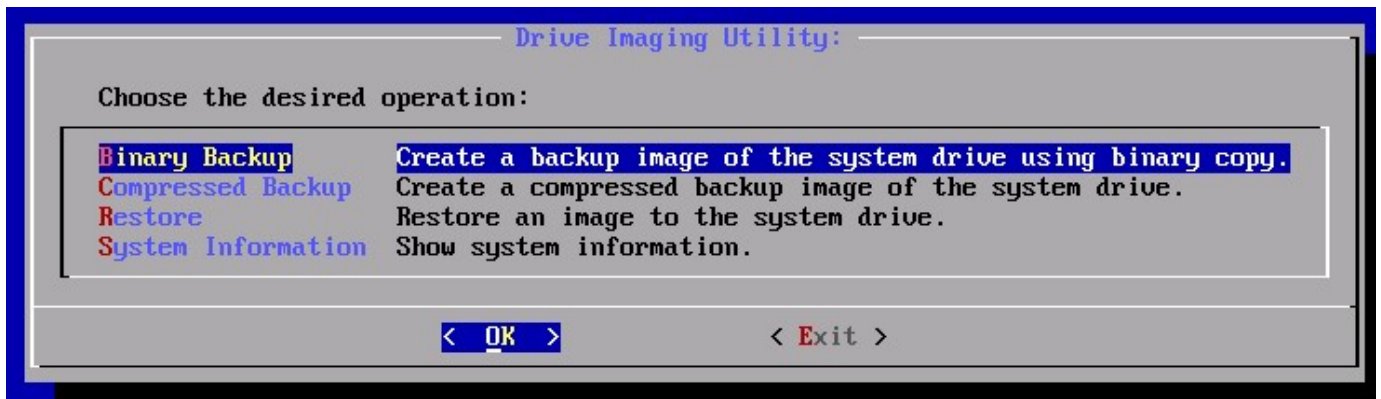 Drive Imaging Utility:
Choose the desired operation:
Binary Backup Create a backup image of the system drive using binary copy.
Compressed Backup Create a compressed backup image of the system drive.
Restore Restore an image to the system drive.
System Information Show system information.
< OK > < Exit >